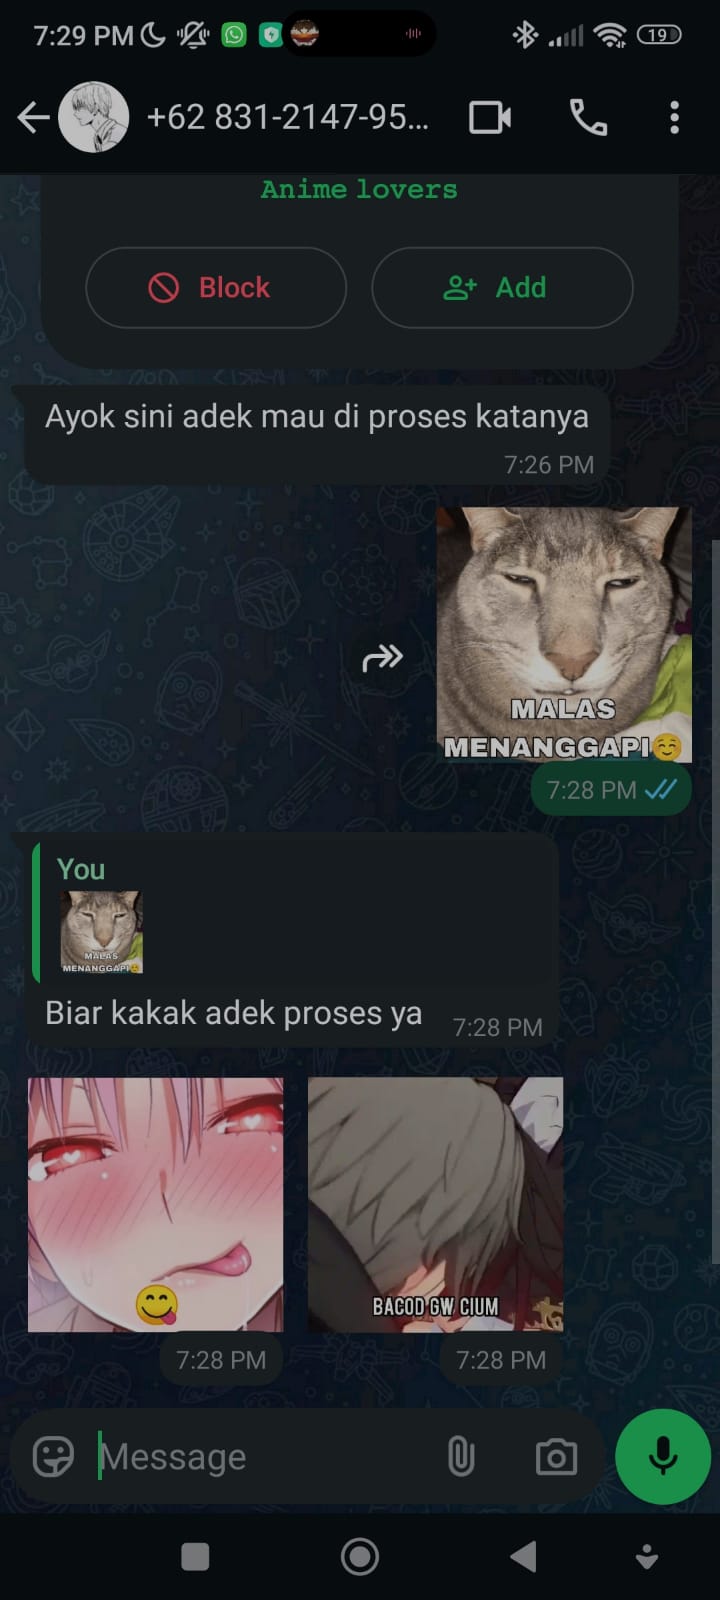 7:29 PM
19
+62 831-2147-95...
Anime lovers
Block
Add
Ayok sini adek mau di proses katanya
7:26 PM
MALAS
MENANGGAPI☺️
7:28 PM
You
MALAS
MENANGGAPI☺️
Biar kakak adek proses ya
7:28 PM
BACOD GW CIUM
7:28 PM
7:28 PM
Message